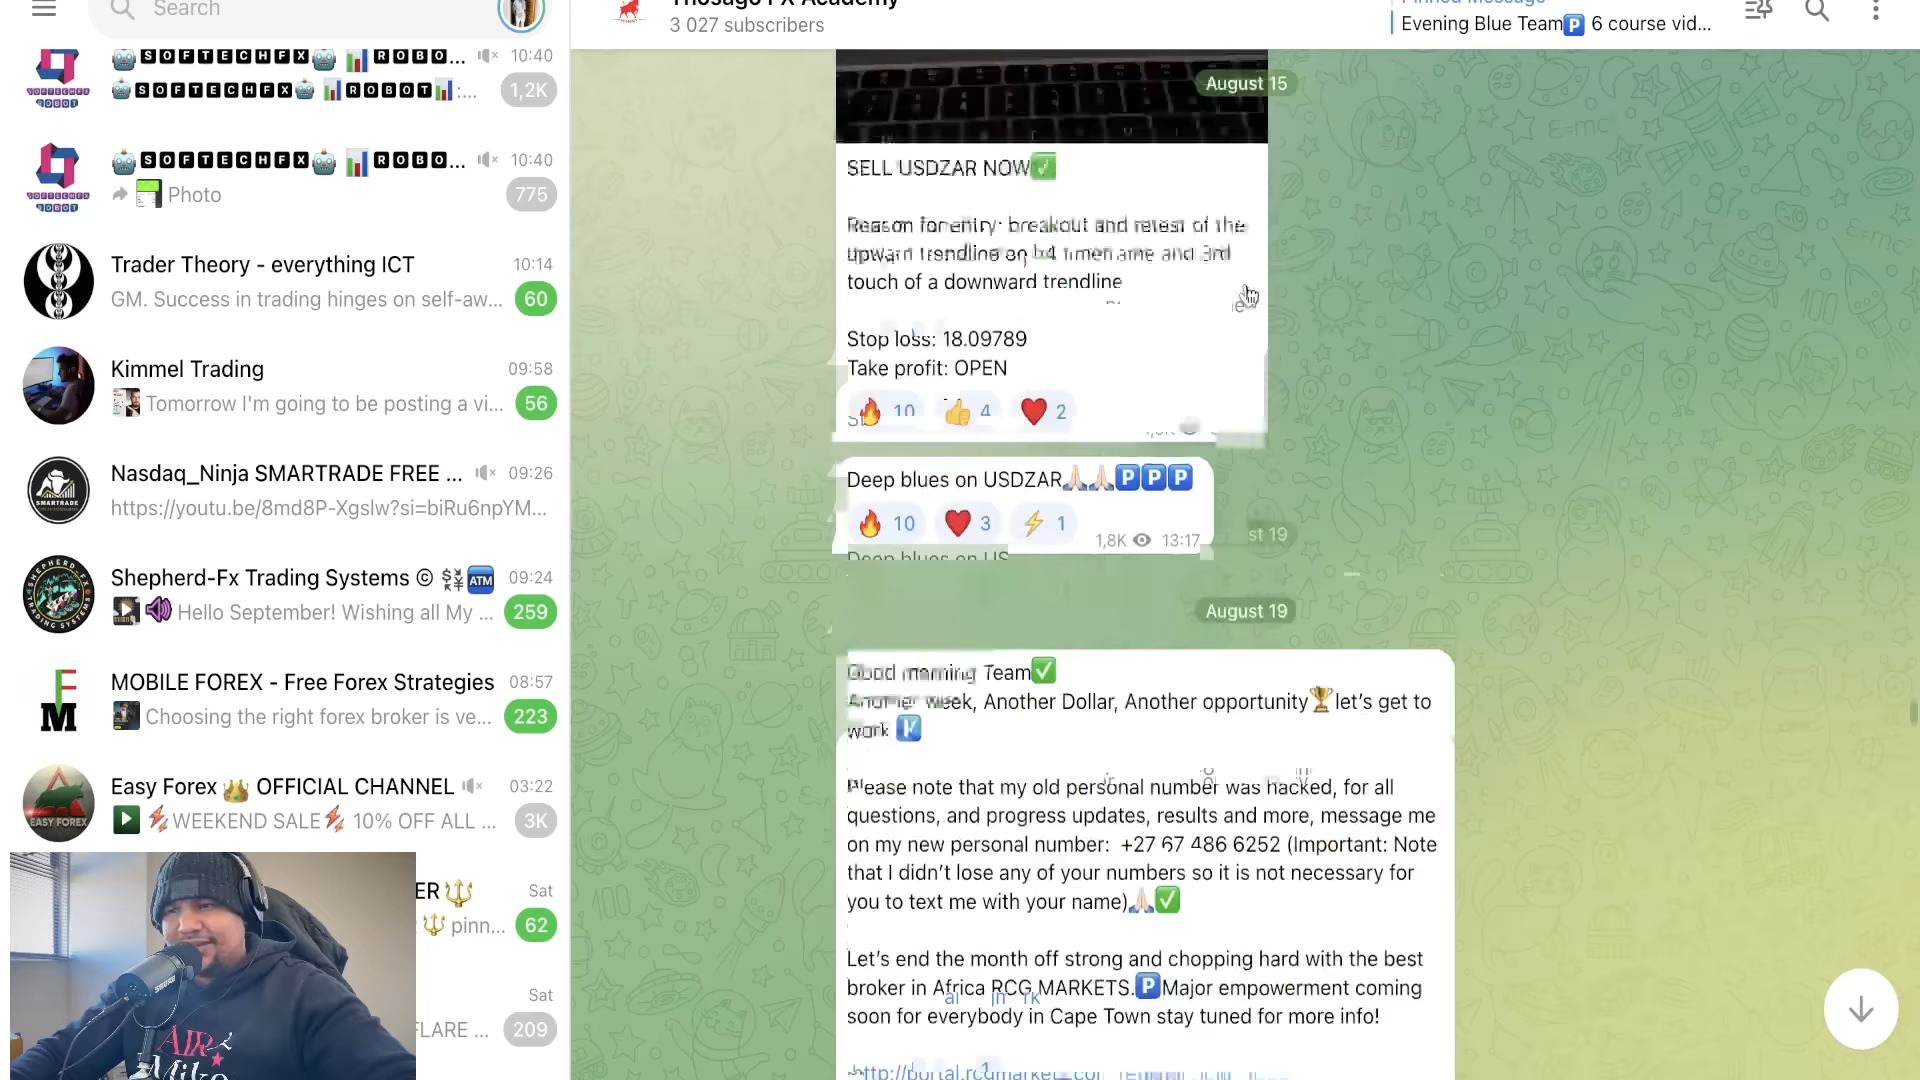 Search
Thosago FX Academy
3 027 subscribers
Pinned Message
Evening Blue Team🅿️ 6 course vid...
🤖🆂🅾🅵🆃🅴🅲🅷🅵🆇🤖 📊🆁🅾🅱🅾... 10:40
🤖🆂🅾🅵🆃🅴🅲🅷🅵🆇🤖 📊🆁🅾🅱🅾🆃📊:... 1,2K
🤖🆂🅾🅵🆃🅴🅲🅷🅵🆇🤖 📊🆁🅾🅱🅾... 10:40
Photo 775
Trader Theory - everything ICT 10:14
GM. Success in trading hinges on self-aw... 60
Kimmel Trading 09:58
Tomorrow I'm going to be posting a vi... 56
Nasdaq_Ninja SMARTRADE FREE ... 09:26
https://youtu.be/8md8P-Xgslw?si=biRu6npYM...
Shepherd-Fx Trading Systems © 💱🏧 09:24
🔊 Hello September! Wishing all My ... 259
MOBILE FOREX - Free Forex Strategies 08:57
Choosing the right forex broker is ve... 223
Easy Forex 👑 OFFICIAL CHANNEL 03:22
⚡WEEKEND SALE⚡ 10% OFF ALL ... 3K
EASY FOREX
ER🔱 Sat
🔱 pinn... 62
Sat
FLARE ... 209
SHURE
AIR
Mike
August 15
SELL USDZAR NOW✅
Reason for entry: breakout and retest of the
upward trendline on h4 timeframe and 3rd
touch of a downward trendline
Stop loss: 18.09789
Take profit: OPEN
🔥 10 👍 4 ❤️ 2
Deep blues on USDZAR🙏🏻🙏🏻🅿️🅿️🅿️
🔥 10 ❤️ 3 ⚡ 1
1,8K 13:17
Deep blues on US
st 19
August 19
Good morning Team✅
Another Week, Another Dollar, Another opportunity🏆let’s get to
work
Please note that my old personal number was hacked, for all
questions, and progress updates, results and more, message me
on my new personal number: +27 67 486 6252 (Important: Note
that I didn’t lose any of your numbers so it is not necessary for
you to text me with your name)🙏🏻✅
Let’s end the month off strong and chopping hard with the best
broker in Africa RCG MARKETS.🅿️Major empowerment coming
soon for everybody in Cape Town stay tuned for more info!